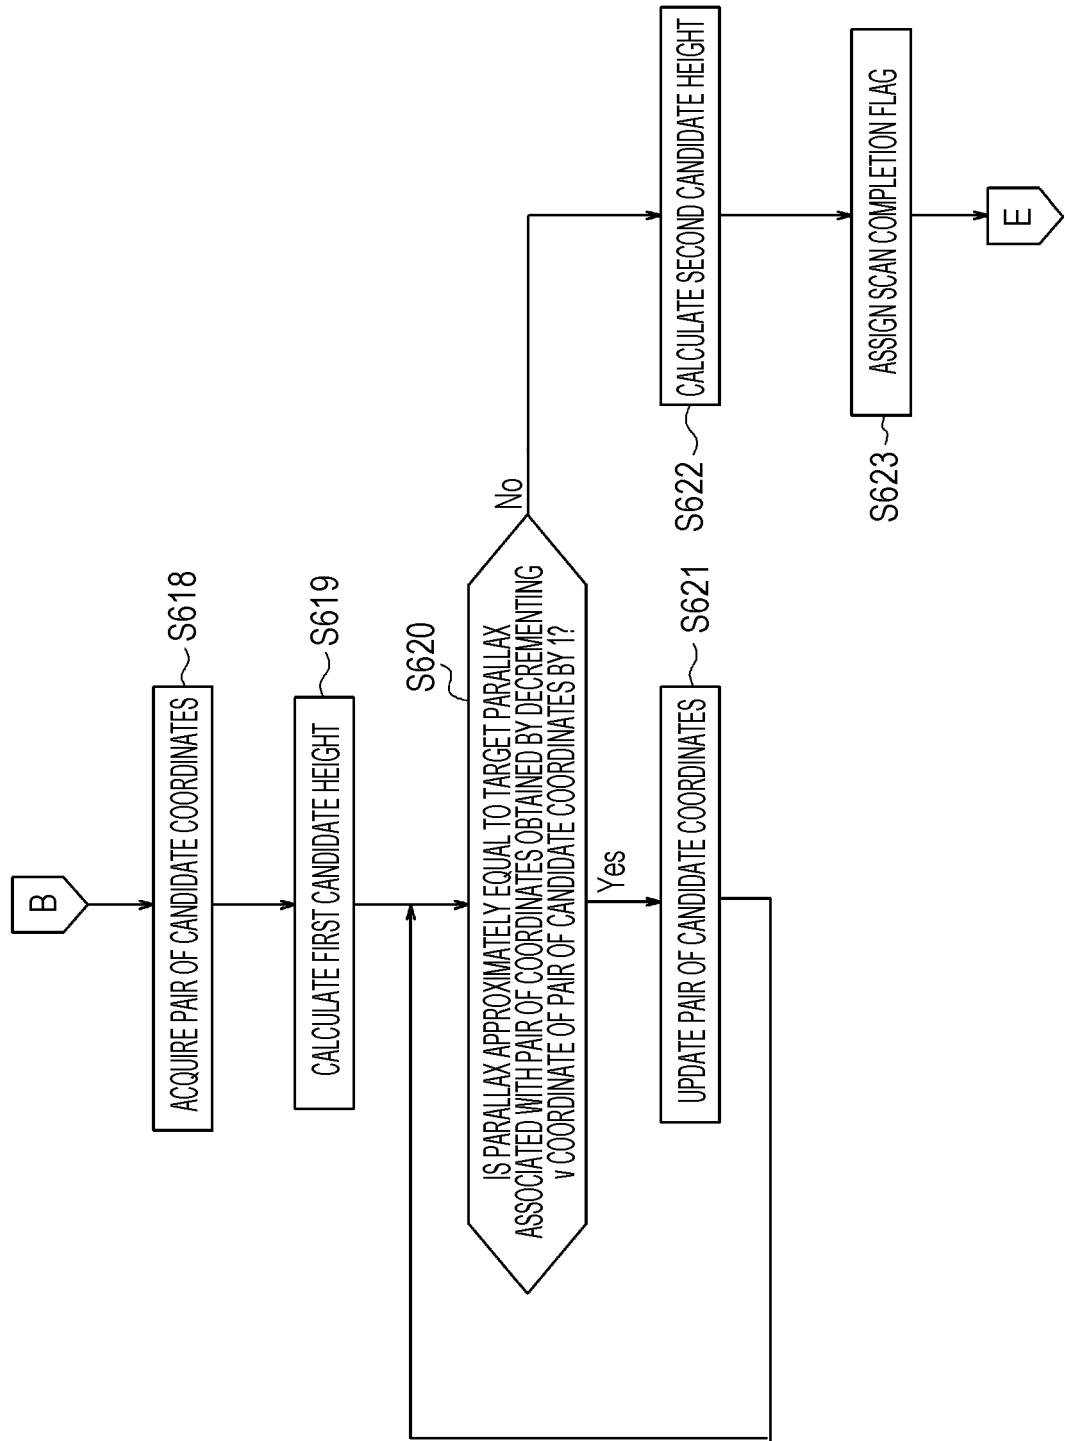 B
ACQUIRE PAIR OF CANDIDATE COORDINATES
S618
CALCULATE FIRST CANDIDATE HEIGHT
S619
S620
IS PARALLAX APPROXIMATELY EQUAL TO TARGET PARALLAX
ASSOCIATED WITH PAIR OF COORDINATES OBTAINED BY DECREMENTING
v COORDINATE OF PAIR OF CANDIDATE COORDINATES BY 1?
No
Yes
UPDATE PAIR OF CANDIDATE COORDINATES
S621
CALCULATE SECOND CANDIDATE HEIGHT
S622
ASSIGN SCAN COMPLETION FLAG
S623
E